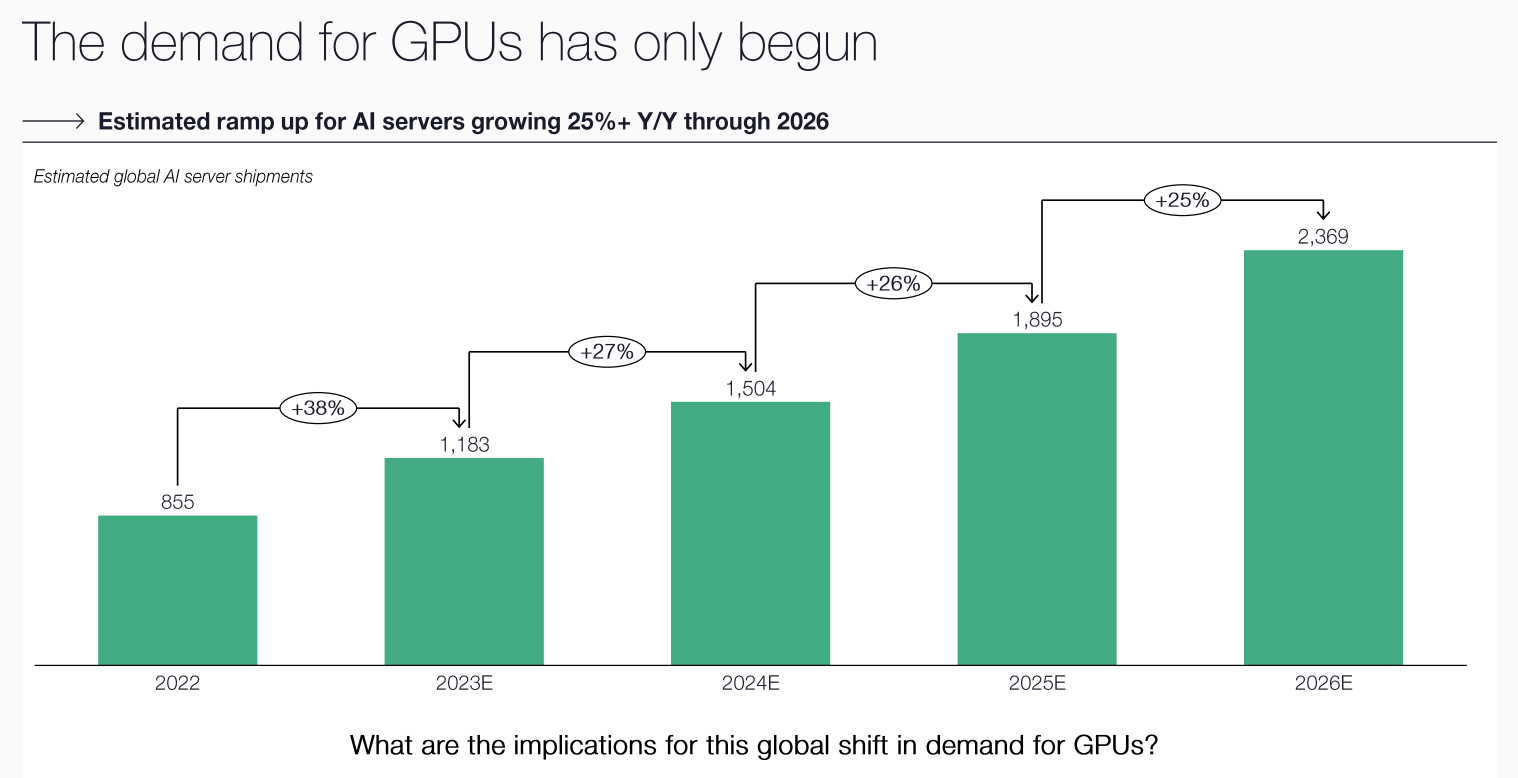 The demand for GPUs has only begun
Estimated ramp up for AI servers growing 25%+ Y/Y through 2026
Estimated global AI server shipments
+25%
2,369
+26%
1,895
+27%
1,504
+38%
1,183
855
2022 2023E 2024E 2025E 2026E
What are the implications for this global shift in demand for GPUs?